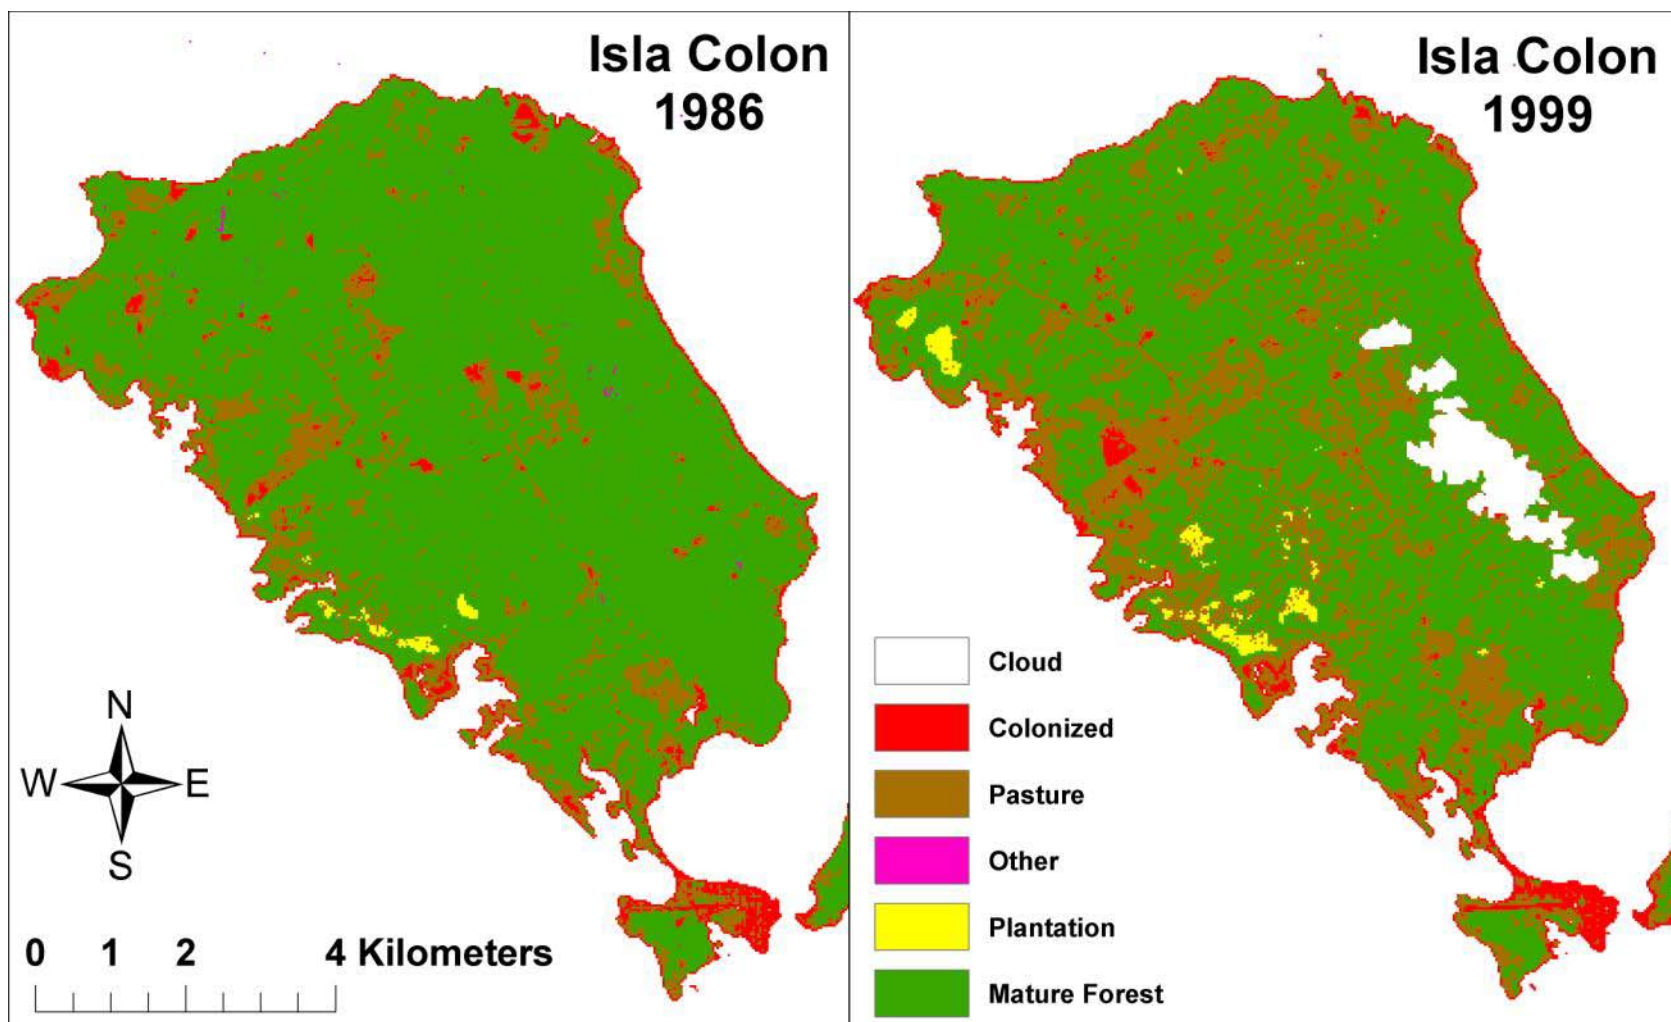 Isla Colon
1986
N
W E
S
0 1 2 4 Kilometers
Isla Colon
1999
Cloud
Colonized
Pasture
Other
Plantation
Mature Forest